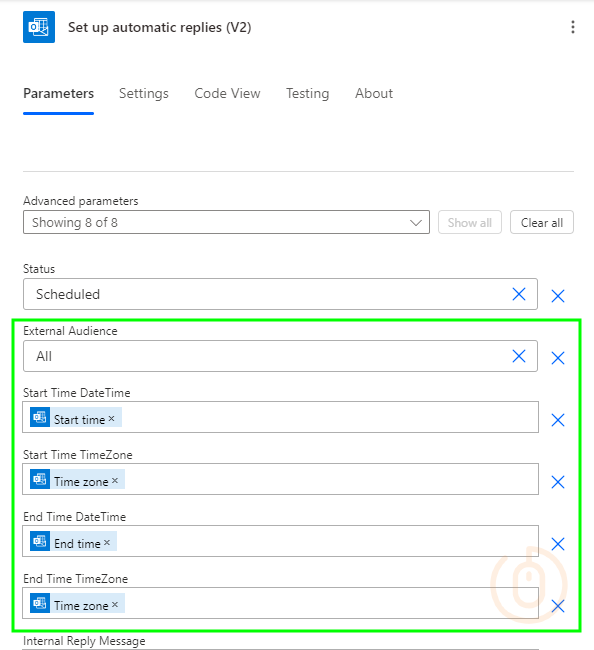 Set up automatic replies (V2)
Parameters Settings Code View Testing About
Advanced parameters
Showing 8 of 8 Show all Clear all
Status
Scheduled
External Audience
All
Start Time DateTime
Start time ×
Start Time TimeZone
Time zone ×
End Time DateTime
End time ×
End Time TimeZone
Time zone ×
Internal Reply Message